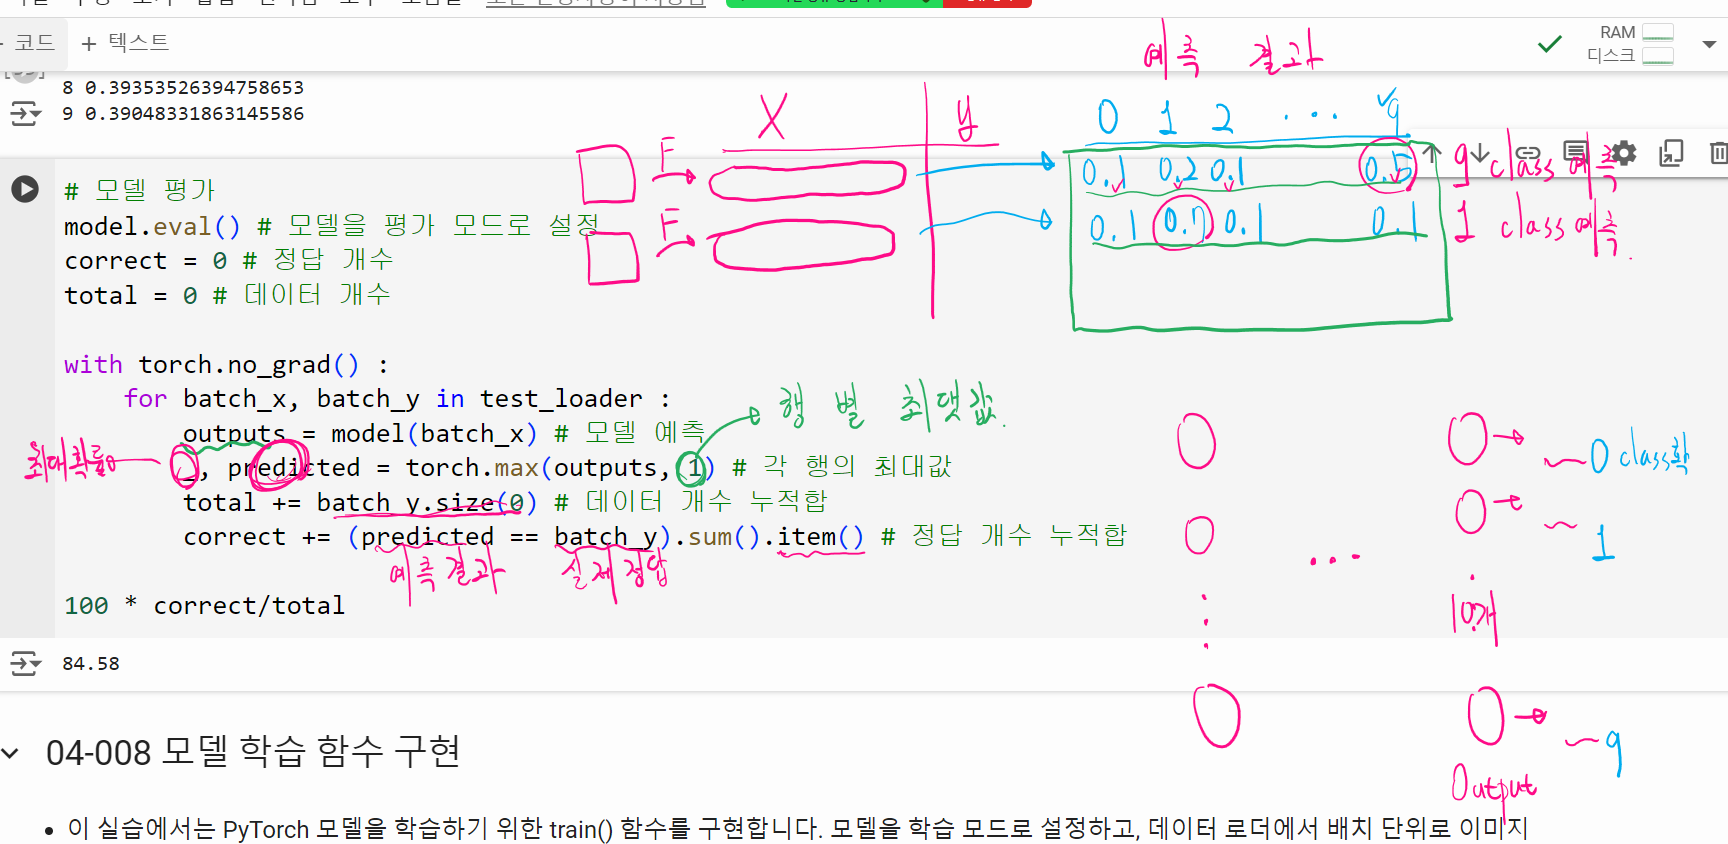 코드 + 텍스트
RAM
디스크
8 0.39353526394758653
9 0.39048331863145586
예측 결과
X y
0 1 2 ... 9
F 0.1 0.2 0.1 0.5 9 class 예측
F 0.1 0.7 0.1 0.1 1 class 예측.
# 모델 평가
model.eval() # 모델을 평가 모드로 설정
correct = 0 # 정답 개수
total = 0 # 데이터 개수
with torch.no_grad() :
for batch_x, batch_y in test_loader :
행 별 최댓값.
outputs = model(batch_x) # 모델 예측
_, predicted = torch.max(outputs, 1) # 각 행의 최대값
total += batch_y.size(0) # 데이터 개수 누적합
correct += (predicted == batch_y).sum().item() # 정답 개수 누적합
예측결과 실제정답
100 * correct/total
0 class확
1
...
10개
9
Output
84.58
04-008 모델 학습 함수 구현
• 이 실습에서는 PyTorch 모델을 학습하기 위한 train() 함수를 구현합니다. 모델을 학습 모드로 설정하고, 데이터 로더에서 배치 단위로 이미지